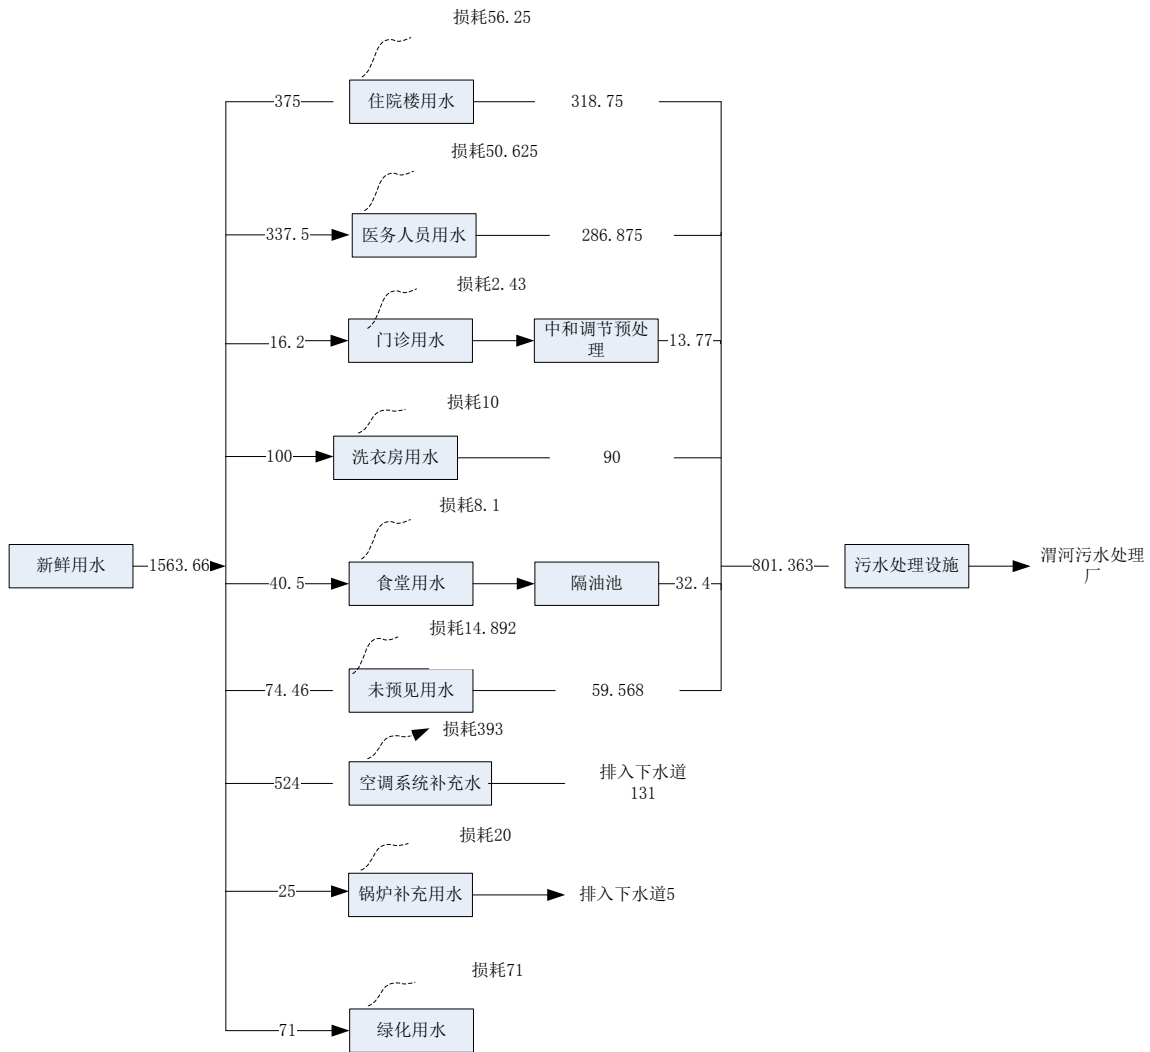 损耗56.25
375
住院楼用水
318.75
损耗50.625
337.5
医务人员用水
286.875
损耗2.43
16.2
门诊用水
中和调节预处
理
13.77
损耗10
100
洗衣房用水
90
损耗8.1
新鲜用水
1563.66
40.5
食堂用水
隔油池
32.4
801.363
污水处理设施
渭河污水处理
厂
损耗14.892
74.46
未预见用水
59.568
损耗393
524
空调系统补充水
排入下水道
131
损耗20
25
锅炉补充用水
排入下水道5
损耗71
71
绿化用水